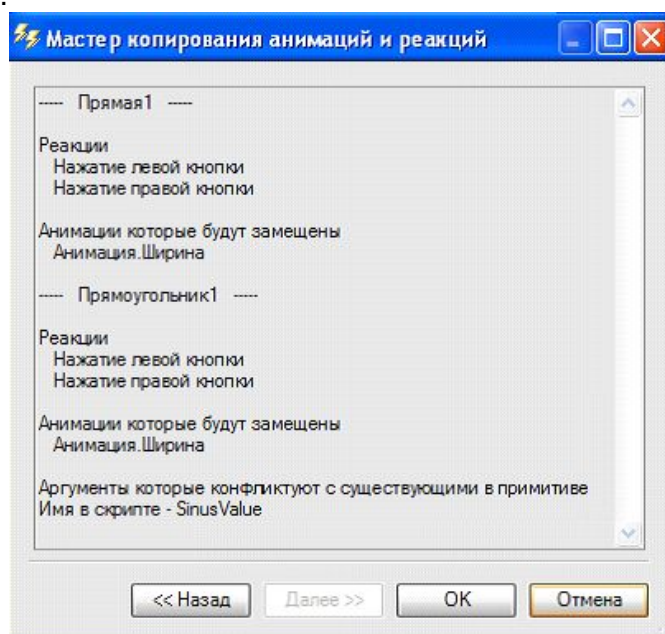 .
Мастер копирования анимаций и реакций
----- Прямая1 -----
Реакции
Нажатие левой кнопки
Нажатие правой кнопки
Анимации которые будут замещены
Анимация.Ширина
----- Прямоугольник1 -----
Реакции
Нажатие левой кнопки
Нажатие правой кнопки
Анимации которые будут замещены
Анимация.Ширина
Аргументы которые конфликтуют с существующими в примитиве
Имя в скрипте - SinusValue
<< Назад Далее >> OK Отмена